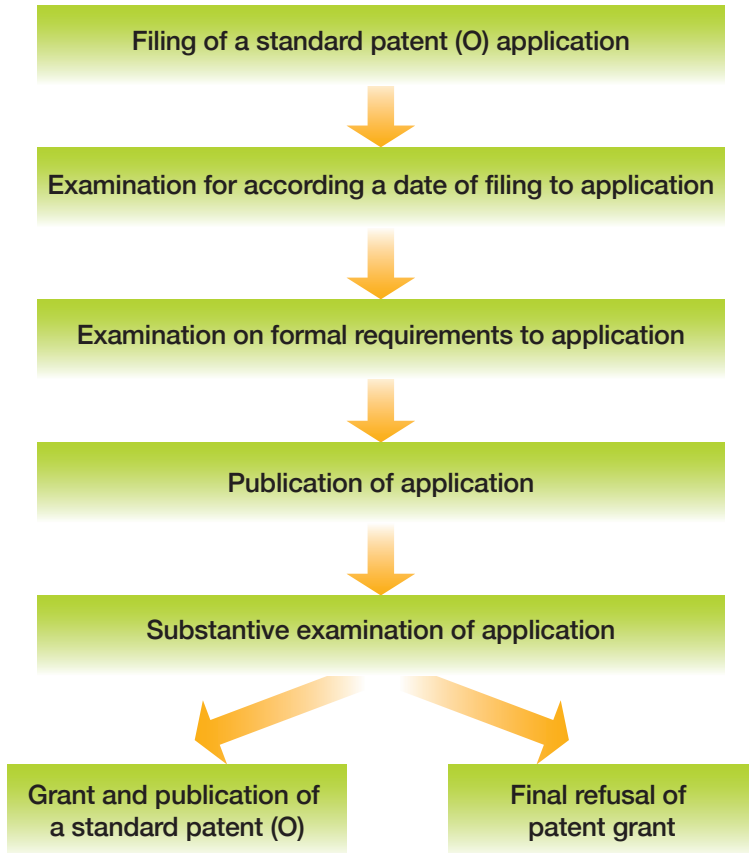 Filing of a standard patent (O) application
Examination for according a date of filing to application
Examination on formal requirements to application
Publication of application
Substantive examination of application
Grant and publication of
a standard patent (O)
Final refusal of
patent grant